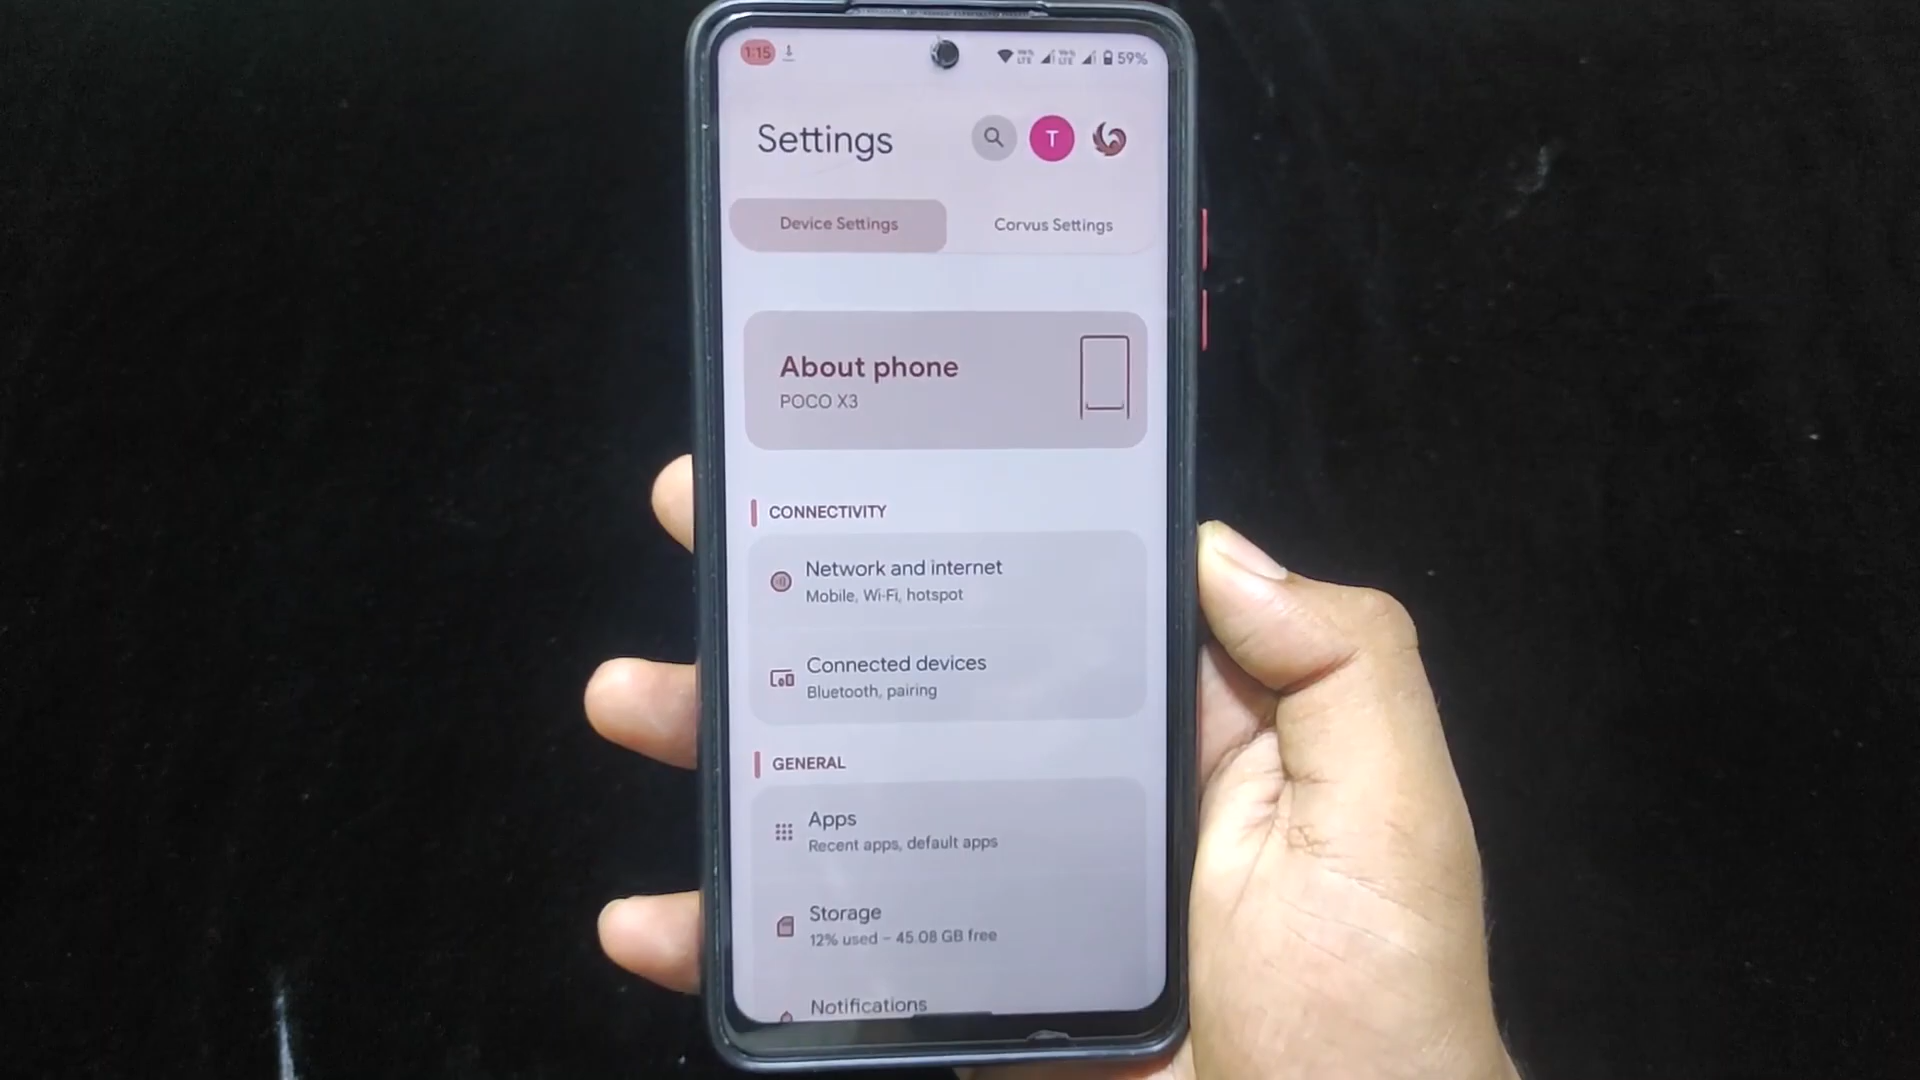 1:15 59%
Settings
T
Device Settings Corvus Settings
About phone
POCO X3
CONNECTIVITY
Network and internet
Mobile, Wi-Fi, hotspot
Connected devices
Bluetooth, pairing
GENERAL
Apps
Recent apps, default apps
Storage
12% used – 45.08 GB free
Notifications